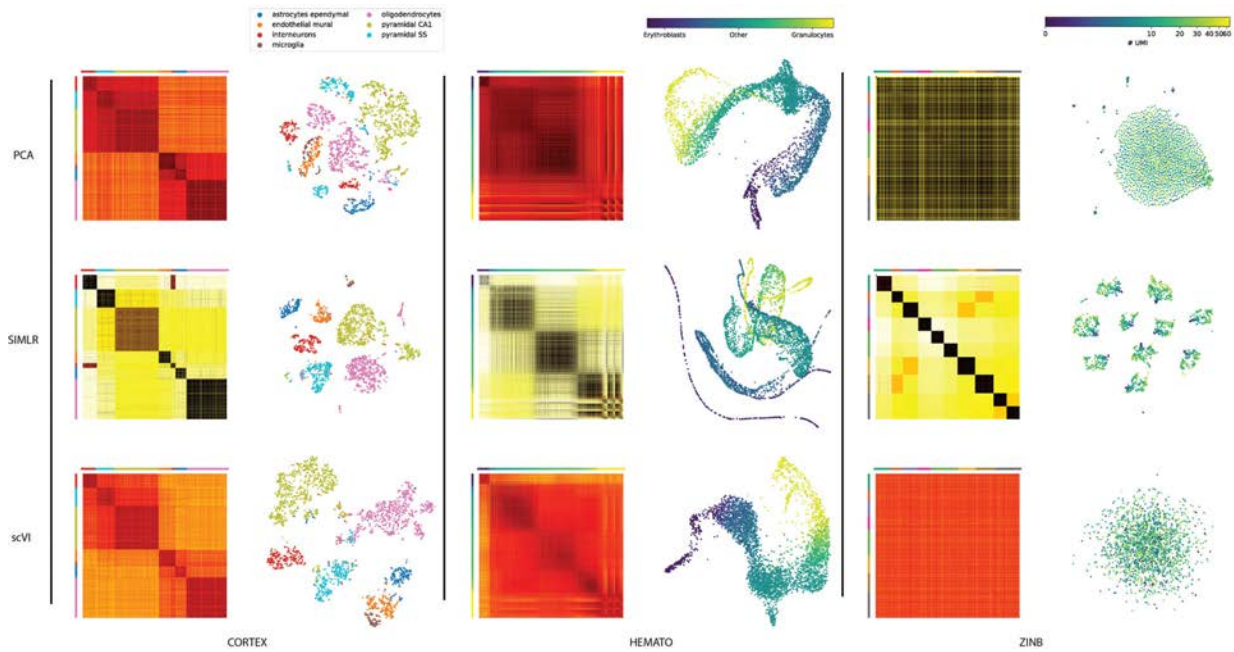 astrocytes ependymal
endothelial mural
interneurons
microglia
oligodendrocytes
pyramidal CA1
pyramidal SS
Erythroblasts Other Granulocytes
0 10 20 30 40 50 60
# UMI
PCA
SIMLR
scVI
CORTEX HEMATO ZINB